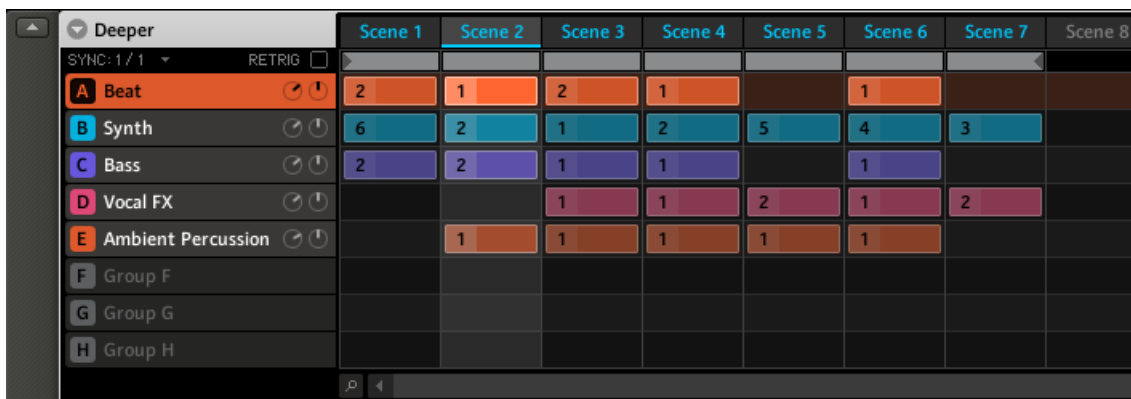 Deeper Scene 1 Scene 2 Scene 3 Scene 4 Scene 5 Scene 6 Scene 7 Scene 8
SYNC: 1 / 1 RETRIG
A Beat 2 1 2 1 1
B Synth 6 2 1 2 5 4 3
C Bass 2 2 1 1 1
D Vocal FX 1 1 2 1 2
E Ambient Percussion 1 1 1 1 1
F Group F
G Group G
H Group H